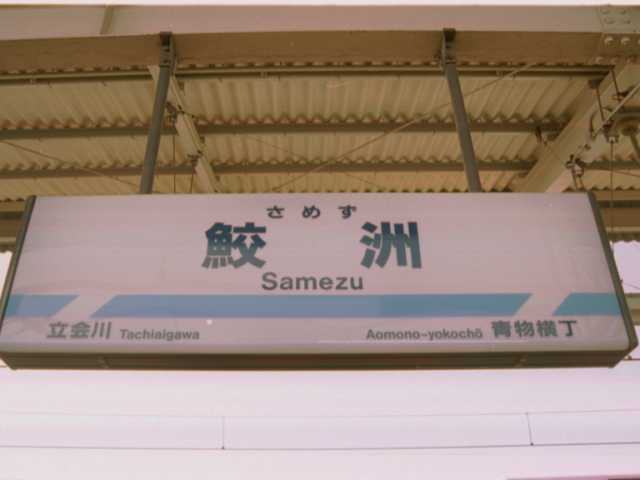 さめず
鮫洲
Samezu
立会川 Tachiaigawa
Aomono-yokochō 青物横丁